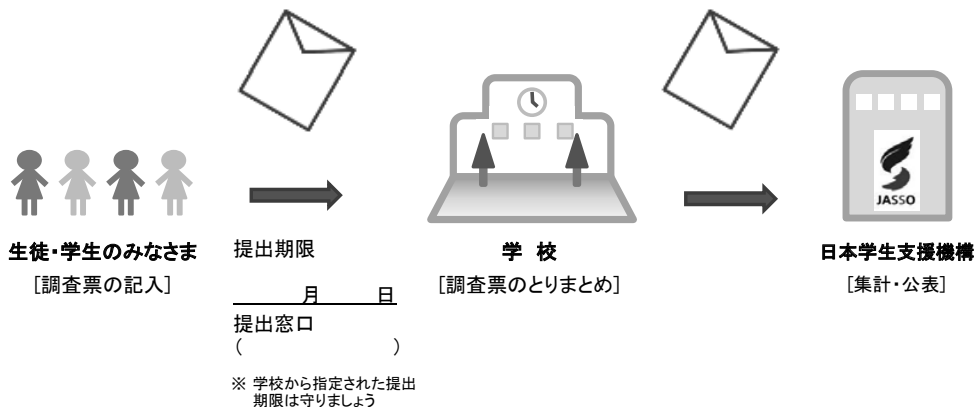 JASSO
生徒・学生のみなさま
[調査票の記入]
提出期限
月 日
提出窓口
( )
※ 学校から指定された提出
期限は守りましょう
学 校
[調査票のとりまとめ]
日本学生支援機構
[集計・公表]